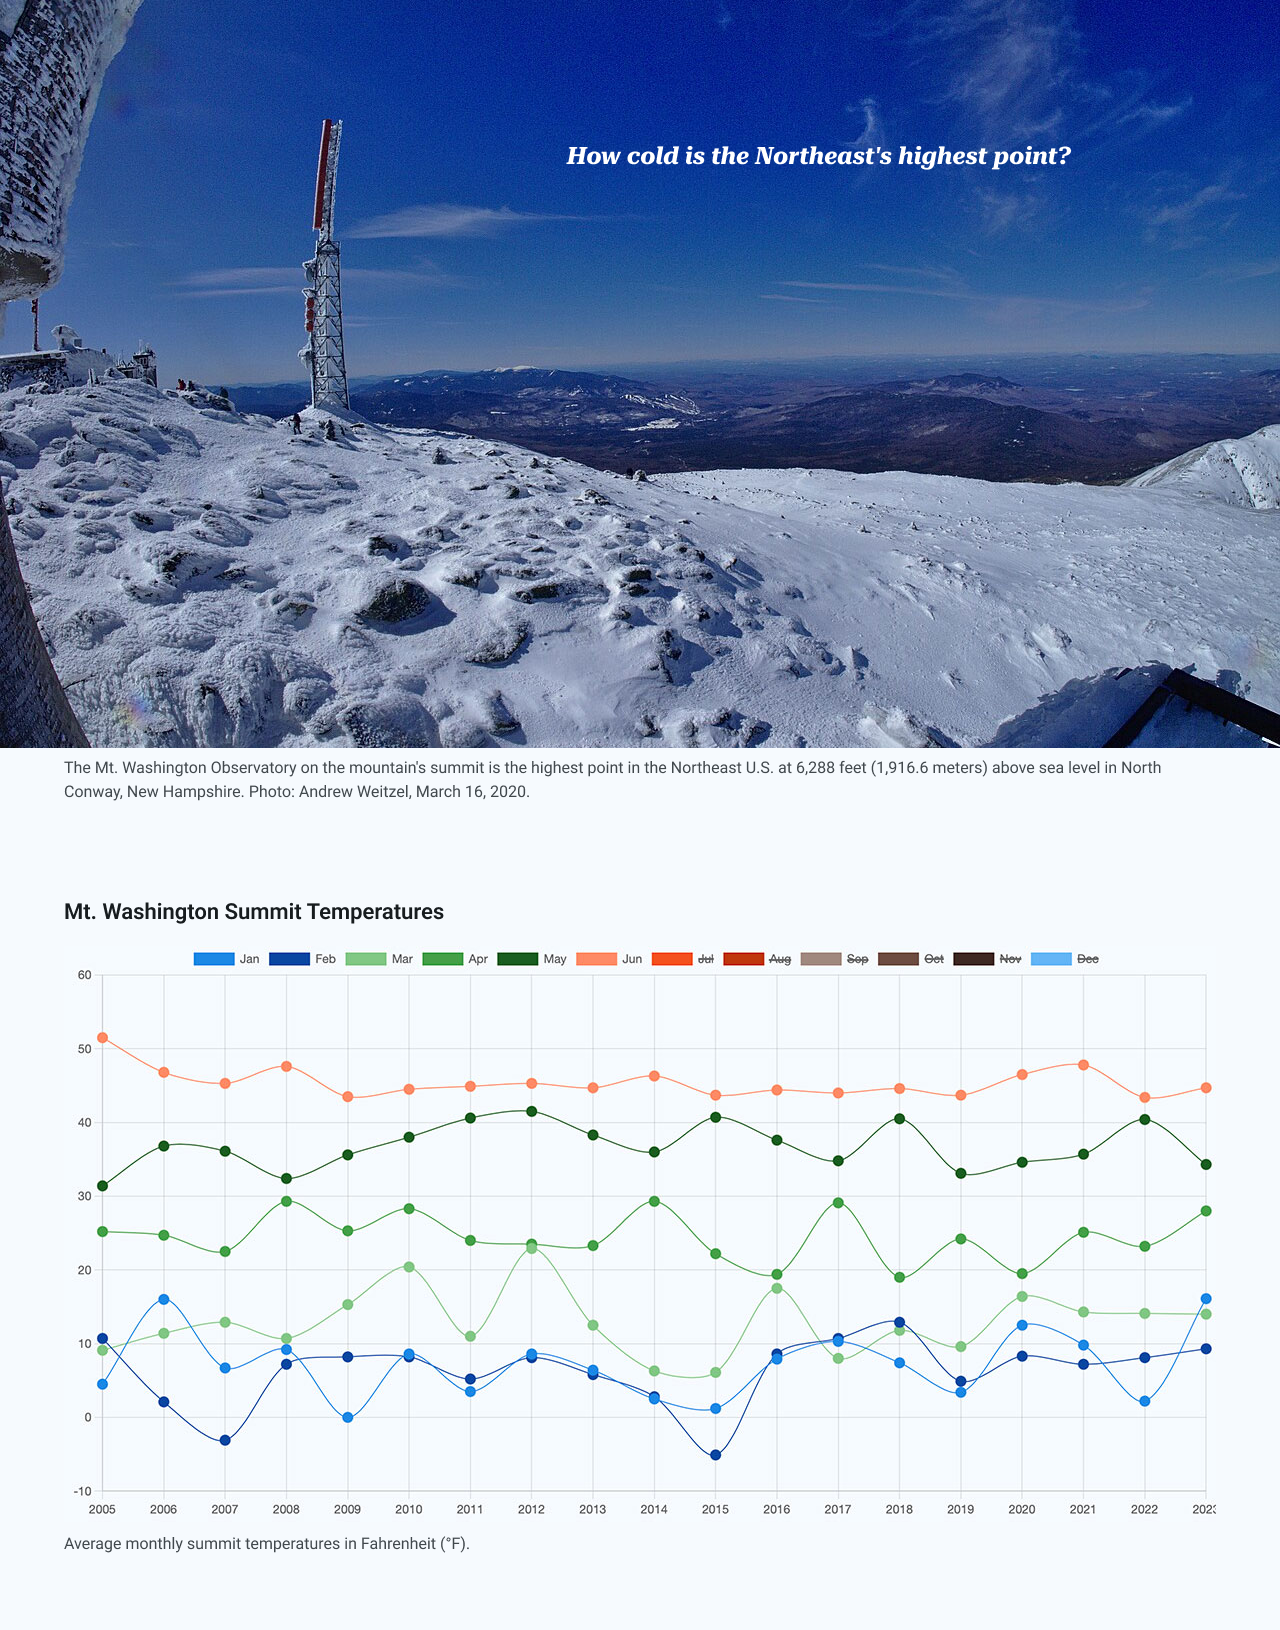 How cold is the Northeast's highest point?
The Mt. Washington Observatory on the mountain's summit is the highest point in the Northeast U.S. at 6,288 feet (1,916.6 meters) above sea level in North
Conway, New Hampshire. Photo: Andrew Weitzel, March 16, 2020.
Mt. Washington Summit Temperatures
Jan Feb Mar Apr May Jun Jul Aug Sep Oct Nov Dec
60
50
40
30
20
10
0
-10
2005 2006 2007 2008 2009 2010 2011 2012 2013 2014 2015 2016 2017 2018 2019 2020 2021 2022 2023
Average monthly summit temperatures in Fahrenheit (°F).